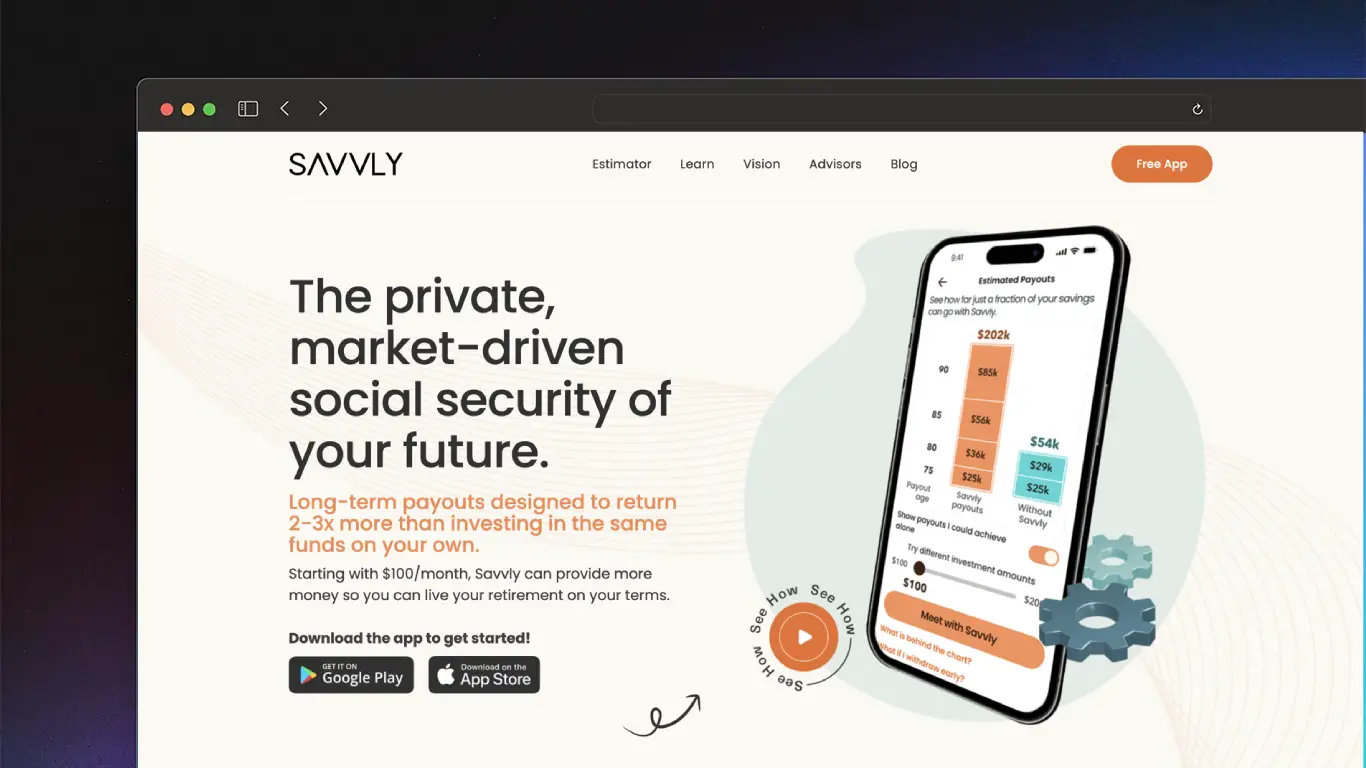 SAVVLY
Estimator
Learn
Vision
Advisors
Blog
Free App
The private,
market-driven
social security of
your future.
Long-term payouts designed to return
2-3x more than investing in the same
funds on your own.
Starting with $100/month, Savvly can provide more
money so you can live your retirement on your terms.
Download the app to get started!
GET IT ON
Google Play
Download on the
App Store
See How See How See How See How
9:41
Estimated Payouts
See how far just a fraction of your savings
can go with Savvly.
$202k
90
$85k
85
$56k
80
$36k
75
$25k
$54k
$29k
$25k
Payout
age
Savvly
payouts
Without
Savvly
Show payouts I could achieve
alone
Try different investment amounts
$100
$100
Meet with Savvly
What is behind the chart?
What if I withdraw early?